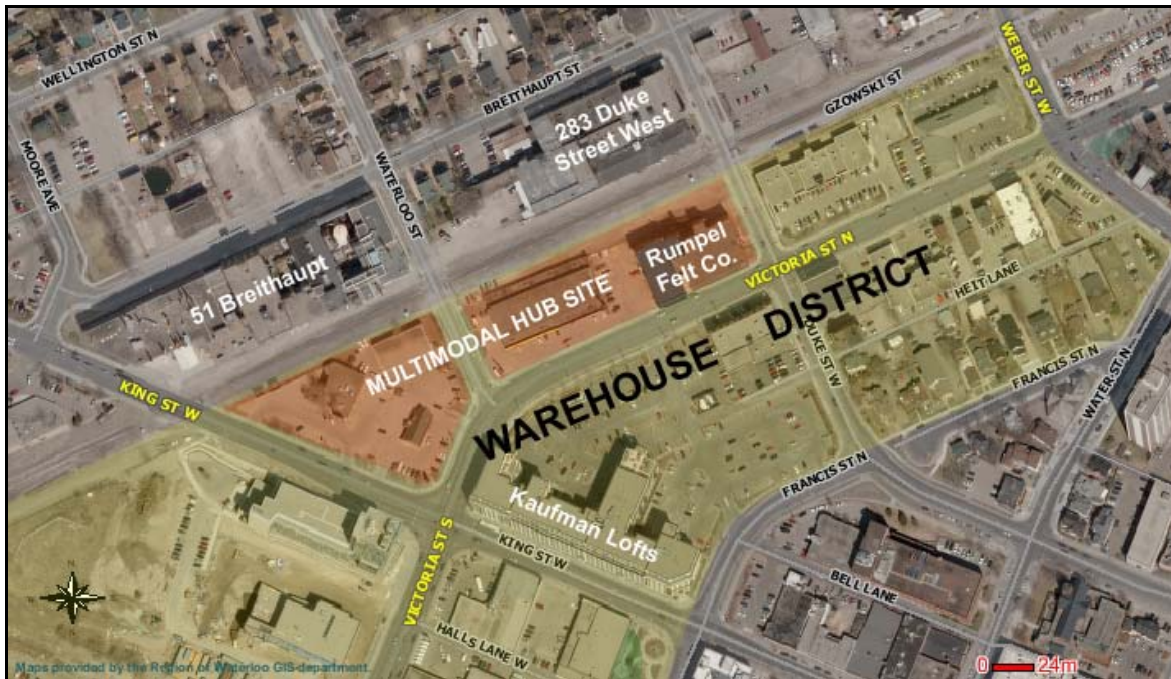 WELLINGTON ST N
WEBER ST W
BREITHAUPT ST
GZOWSKI ST
283 Duke
Street West
MOORE AVE
WATERLOO ST
Rumpel
Felt Co.
VICTORIA ST N
51 Breithaupt
MULTIMODAL HUB SITE
WAREHOUSE DISTRICT
HEIT LANE
DUKE ST W
FRANCIS ST N
WATER ST N
KING ST W
FRANCIS ST N
Kaufman Lofts
VICTORIA ST S
KING ST W
BELL LANE
HALLS LANE W
Maps provided by the Region of Waterloo GIS department
0 24m